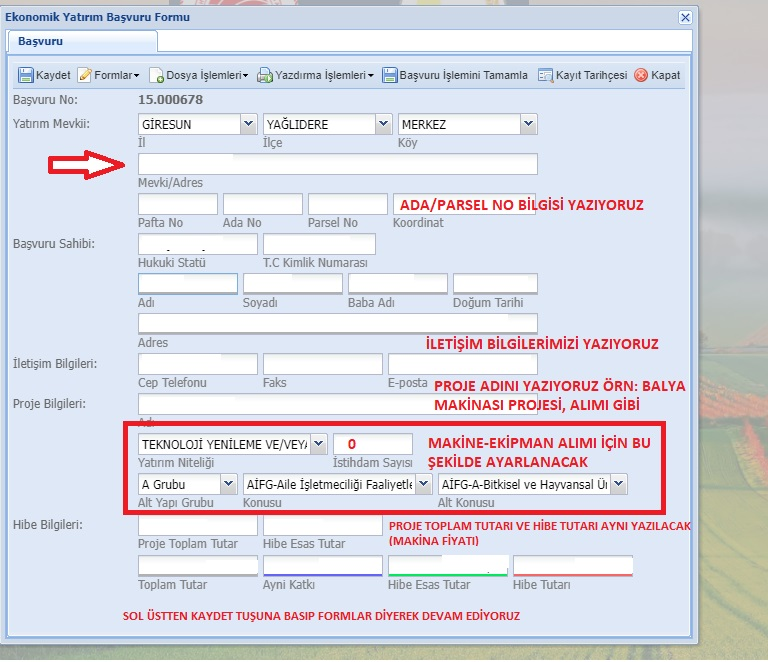 Ekonomik Yatırım Başvuru Formu
Başvuru
Kaydet Formlar Dosya İşlemleri Yazdırma İşlemleri Başvuru İşlemini Tamamla Kayıt Tarihçesi Kapat
Başvuru No: 15.000678
Yatırım Mevkii: GİRESUN YAĞLIDERE MERKEZ
İl İlçe Köy
Mevki/Adres
ADA/PARSEL NO BİLGİSİ YAZIYORUZ
Pafta No Ada No Parsel No Koordinat
Başvuru Sahibi:
Hukuki Statü T.C Kimlik Numarası
Adı Soyadı Baba Adı Doğum Tarihi
Adres
İLETİŞİM BİLGİLERİMİZİ YAZIYORUZ
İletişim Bilgileri:
Cep Telefonu Faks E-posta
PROJE ADINI YAZIYORUZ ÖRN: BALYA
MAKİNASI PROJESİ, ALIMI GİBİ
Proje Bilgileri:
Adı
TEKNOLOJİ YENİLEME VE/VEYA 0
Yatırım Niteliği İstihdam Sayısı
MAKİNE-EKİPMAN ALIMI İÇİN BU
ŞEKİLDE AYARLANACAK
A Grubu AİFG-Aile İşletmeciliği Faaliyetle AİFG-A-Bitkisel ve Hayvansal Ür
Alt Yapı Grubu Konusu Alt Konusu
Hibe Bilgileri:
PROJE TOPLAM TUTARI VE HİBE TUTARI AYNI YAZILACAK
(MAKİNA FİYATI)
Proje Toplam Tutar Hibe Esas Tutar
Toplam Tutar Ayni Katkı Hibe Esas Tutar Hibe Tutarı
SOL ÜSTTEN KAYDET TUŞUNA BASIP FORMLAR DİYEREK DEVAM EDİYORUZ